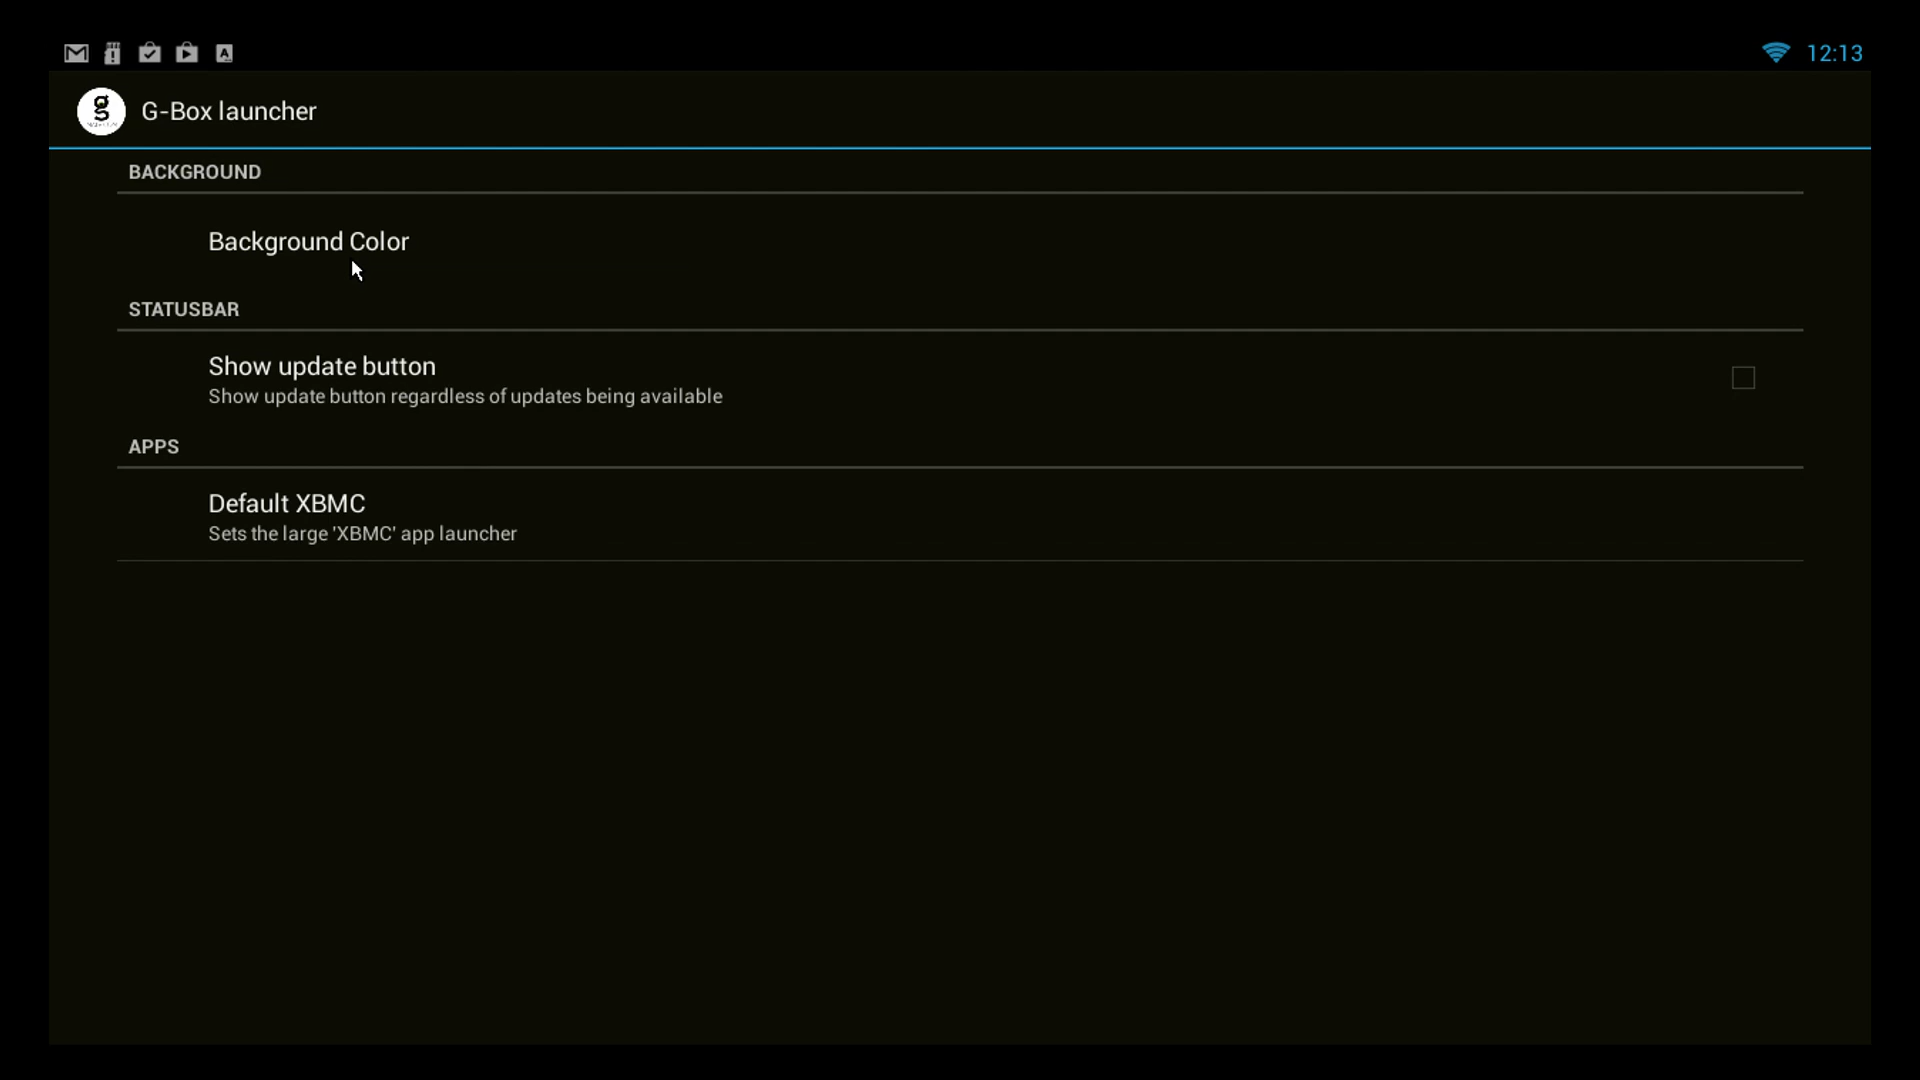 12:13
g
G-Box launcher
BACKGROUND
Background Color
STATUSBAR
Show update button
Show update button regardless of updates being available
APPS
Default XBMC
Sets the large 'XBMC' app launcher